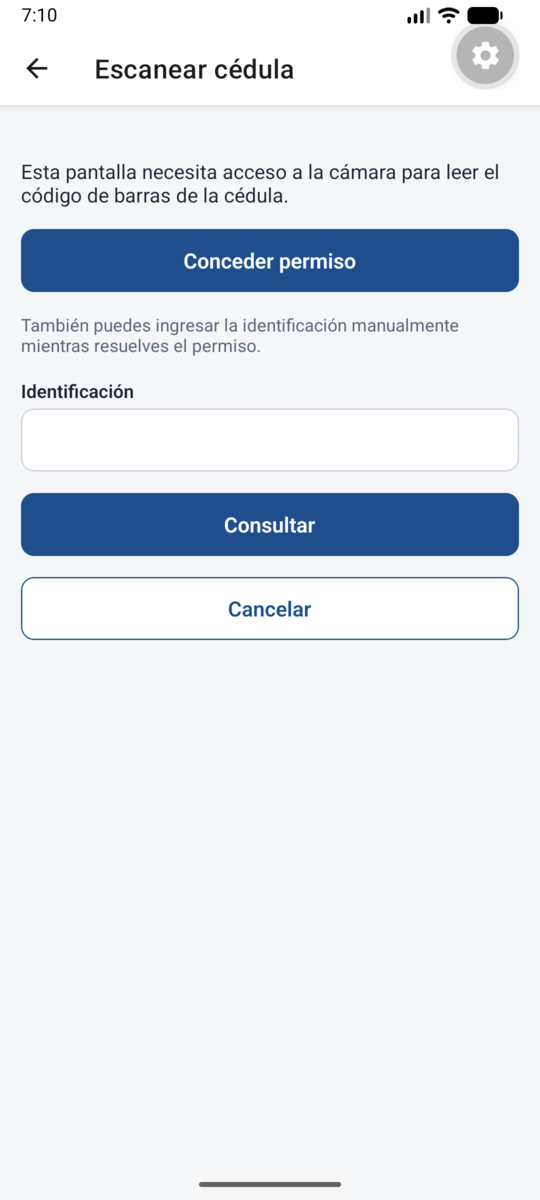 7:10
Escanear cédula
Esta pantalla necesita acceso a la cámara para leer el
código de barras de la cédula.
Conceder permiso
También puedes ingresar la identificación manualmente
mientras resuelves el permiso.
Identificación
Consultar
Cancelar